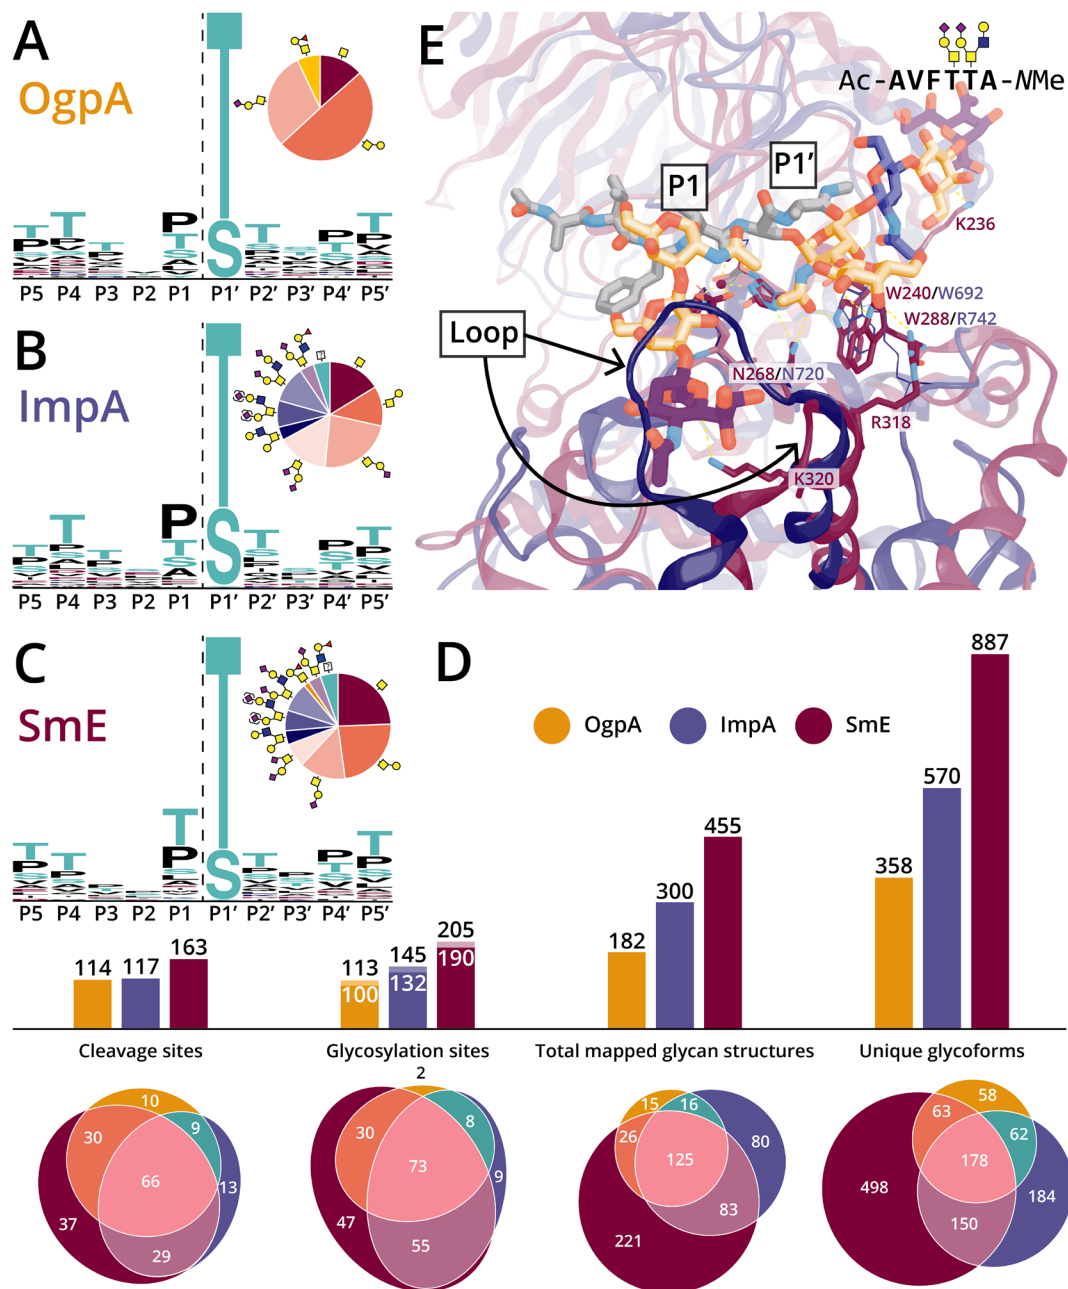 A
OgpA
P5 P4 P3 P2 P1 P1' P2' P3' P4' P5'
B
ImpA
P5 P4 P3 P2 P1 P1' P2' P3' P4' P5'
C
SmE
P5 P4 P3 P2 P1 P1' P2' P3' P4' P5'
E
Ac-AVFTTA-NMe
P1
P1'
K236
W240/W692
W288/R742
Loop
N268/N720
R318
K320
D
OgpA ImpA SmE
114 117 163
113 145 205
100 132 190
182 300 455
358 570 887
Cleavage sites
Glycosylation sites
Total mapped glycan structures
Unique glycoforms
10
30
9
66
13
37
29
2
30
8
73
9
47
55
15
16
26
125
80
83
221
58
63
62
178
498
184
150